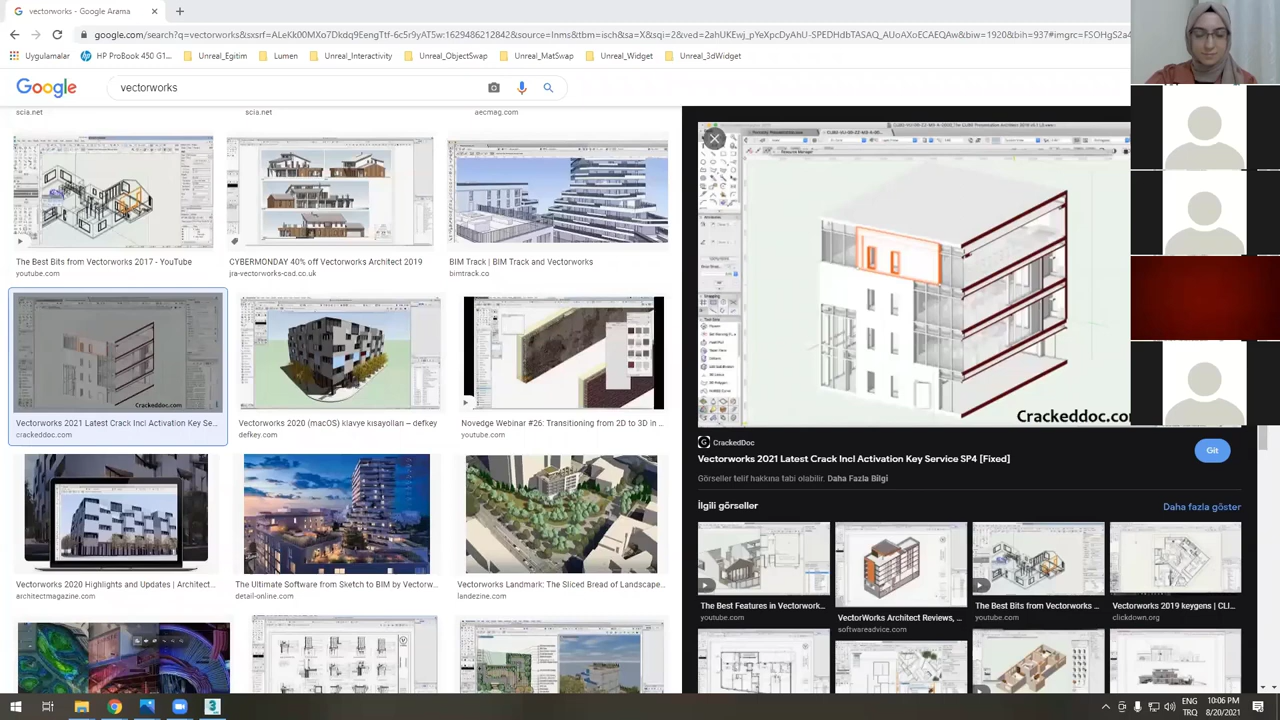 vectorworks - Google Arama
google.com/search?q=vectorworks&sxsrf=ALeKk00MXo7Dkdq9EengTtf-6c5r9yAT5w:1629486212842&source=lnms&tbm=isch&sa=X&sqi=2&ved=2ahUKEwj_pYeXpcDyAhU-SPEDHdbTASAQ_AUoAXoECAEQAw&biw=1920&bih=937#imgrc=FSOHgS2a4
Uygulamalar
HP ProBook 450 G1...
Unreal_Egitim
Lumen
Unreal_Interactivity
Unreal_ObjectSwap
Unreal_MatSwap
Unreal_Widget
Unreal_3dWidget
Google
vectorworks
scia.net
scia.net
aecmag.com
The Best Bits from Vectorworks 2017 - YouTube
youtube.com
CYBERMONDAY 40% off Vectorworks Architect 2019
jra-vectorworks-cad.co.uk
BIM Track | BIM Track and Vectorworks
bimtrack.co
Crackeddoc.com
Vectorworks 2021 Latest Crack Incl Activation Key Se...
crackeddoc.com
Vectorworks 2020 (macOS) klavye kısayolları – defkey
defkey.com
Novedge Webinar #26: Transitioning from 2D to 3D in ...
youtube.com
Vectorworks 2020 Highlights and Updates | Architect...
architectmagazine.com
The Ultimate Software from Sketch to BIM by Vectorw...
detail-online.com
Vectorworks Landmark: The Sliced Bread of Landscape...
landezine.com
Resource Manager
Crackeddoc.com
CrackedDoc
Vectorworks 2021 Latest Crack Incl Activation Key Service SP4 [Fixed]
Git
Görseller telif hakkına tabi olabilir. Daha Fazla Bilgi
İlgili görseller
Daha fazla göster
The Best Features in Vectorwork...
youtube.com
VectorWorks Architect Reviews, ...
softwareadvice.com
The Best Bits from Vectorworks ...
youtube.com
Vectorworks 2019 keygens | CLI...
clickdown.org
ENG
TRQ
10:06 PM
8/20/2021